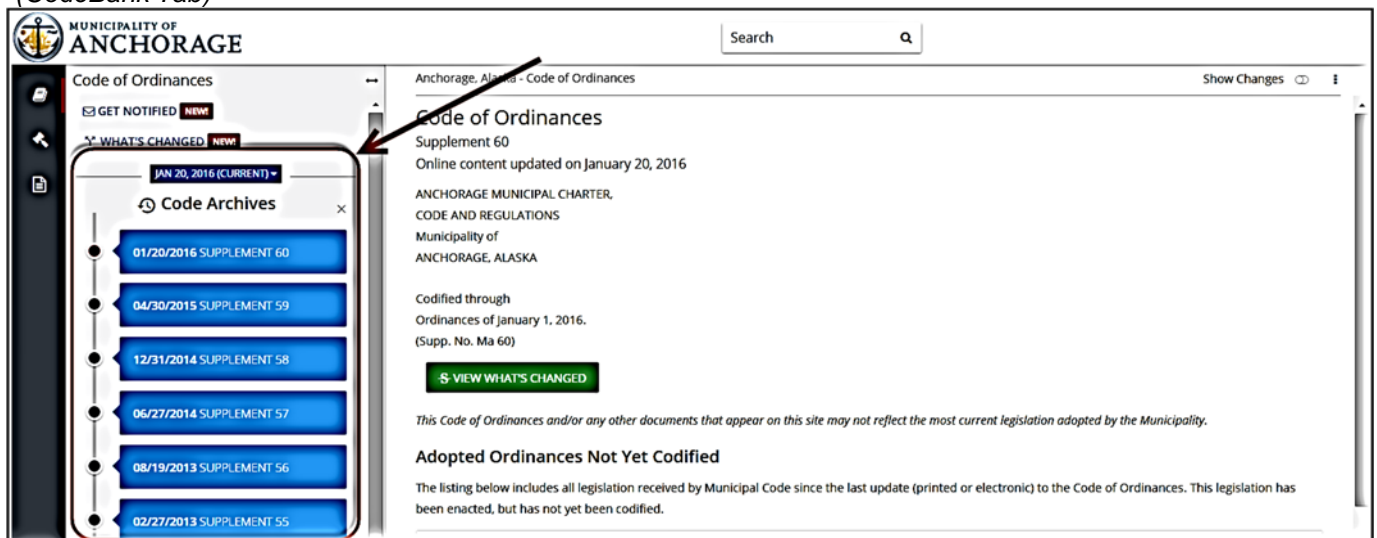 (CodeBank Tab)
MUNICIPALITY OF
ANCHORAGE
Search
Code of Ordinances
GET NOTIFIED NEW!
WHAT'S CHANGED NEW!
JAN 20, 2016 (CURRENT)
Code Archives
01/20/2016 SUPPLEMENT 60
04/30/2015 SUPPLEMENT 59
12/31/2014 SUPPLEMENT 58
06/27/2014 SUPPLEMENT 57
08/19/2013 SUPPLEMENT 56
02/27/2013 SUPPLEMENT 55
Anchorage, Alaska - Code of Ordinances
Show Changes
Code of Ordinances
Supplement 60
Online content updated on January 20, 2016
ANCHORAGE MUNICIPAL CHARTER,
CODE AND REGULATIONS
Municipality of
ANCHORAGE, ALASKA
Codified through
Ordinances of January 1, 2016.
(Supp. No. Ma 60)
VIEW WHAT'S CHANGED
This Code of Ordinances and/or any other documents that appear on this site may not reflect the most current legislation adopted by the Municipality.
Adopted Ordinances Not Yet Codified
The listing below includes all legislation received by Municipal Code since the last update (printed or electronic) to the Code of Ordinances. This legislation has
been enacted, but has not yet been codified.